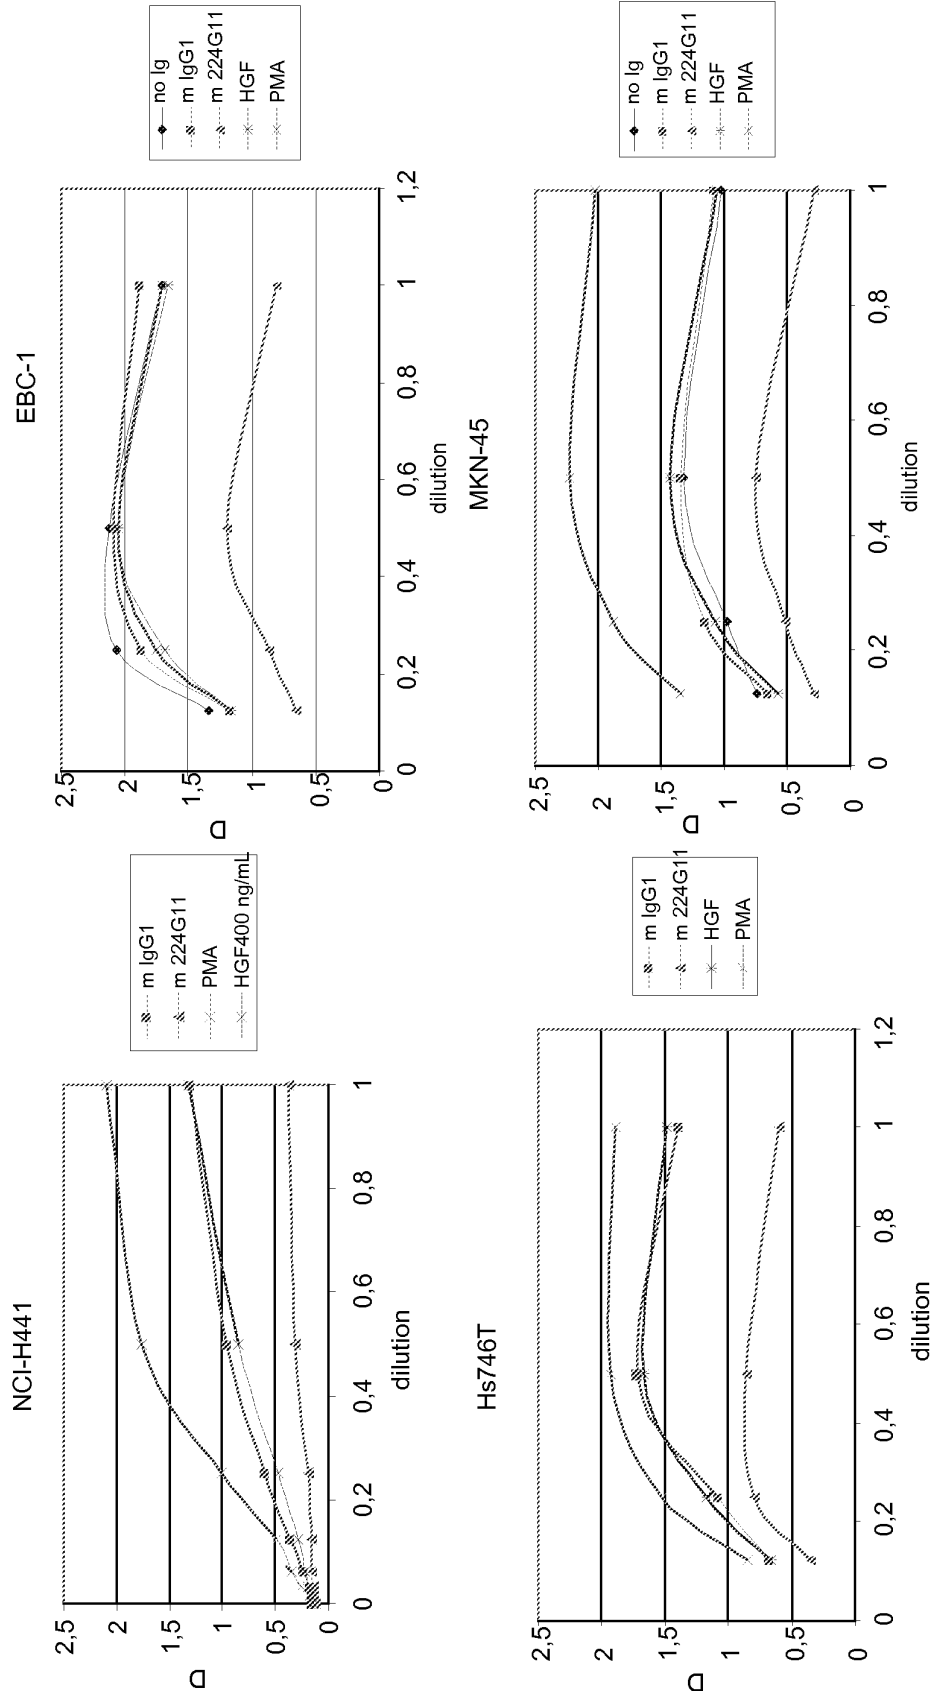 NCI-H441
2,5
2
1,5
1
0,5
0
D
0
0,2
0,4
0,6
0,8
1
dilution
m IgG1
m 224G11
PMA
HGF400 ng/mL
EBC-1
2,5
2
1,5
1
0,5
0
D
0
0,2
0,4
0,6
0,8
1
1,2
dilution
no Ig
m IgG1
m 224G11
HGF
PMA
Hs746T
2,5
2
1,5
1
0,5
0
D
0
0,2
0,4
0,6
0,8
1
1,2
dilution
m IgG1
m 224G11
HGF
PMA
MKN-45
2,5
2
1,5
1
0,5
0
D
0
0,2
0,4
0,6
0,8
1
dilution
no Ig
m IgG1
m 224G11
HGF
PMA